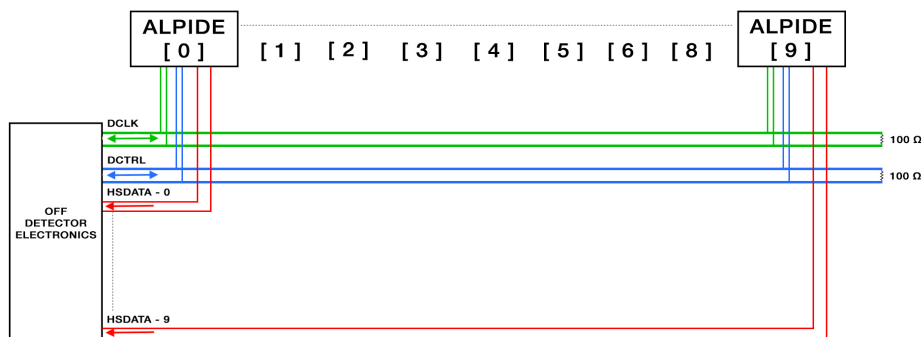 ALPIDE
[ 0 ]
[ 1 ]
[ 2 ]
[ 3 ]
[ 4 ]
[ 5 ]
[ 6 ]
[ 8 ]
ALPIDE
[ 9 ]
DCLK
100 Ω
DCTRL
100 Ω
HSDATA - 0
OFF
DETECTOR
ELECTRONICS
HSDATA - 9